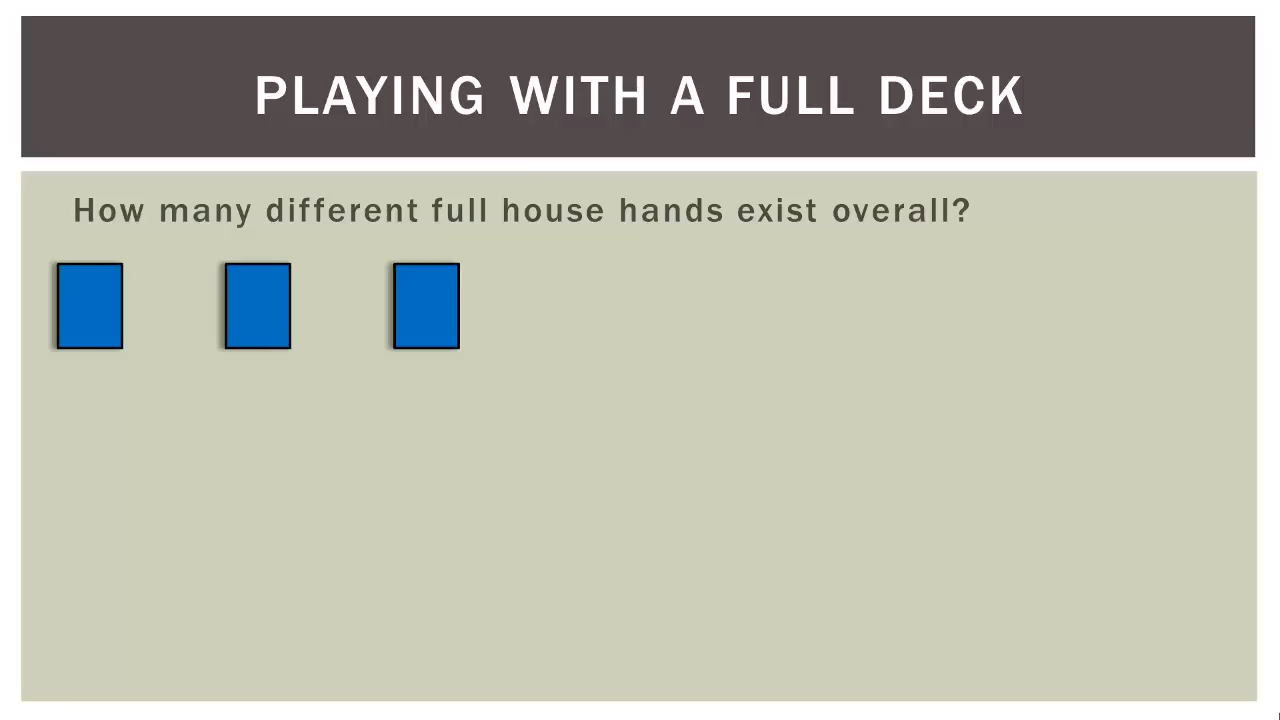 PLAYING WITH A FULL DECK
How many different full house hands exist overall?